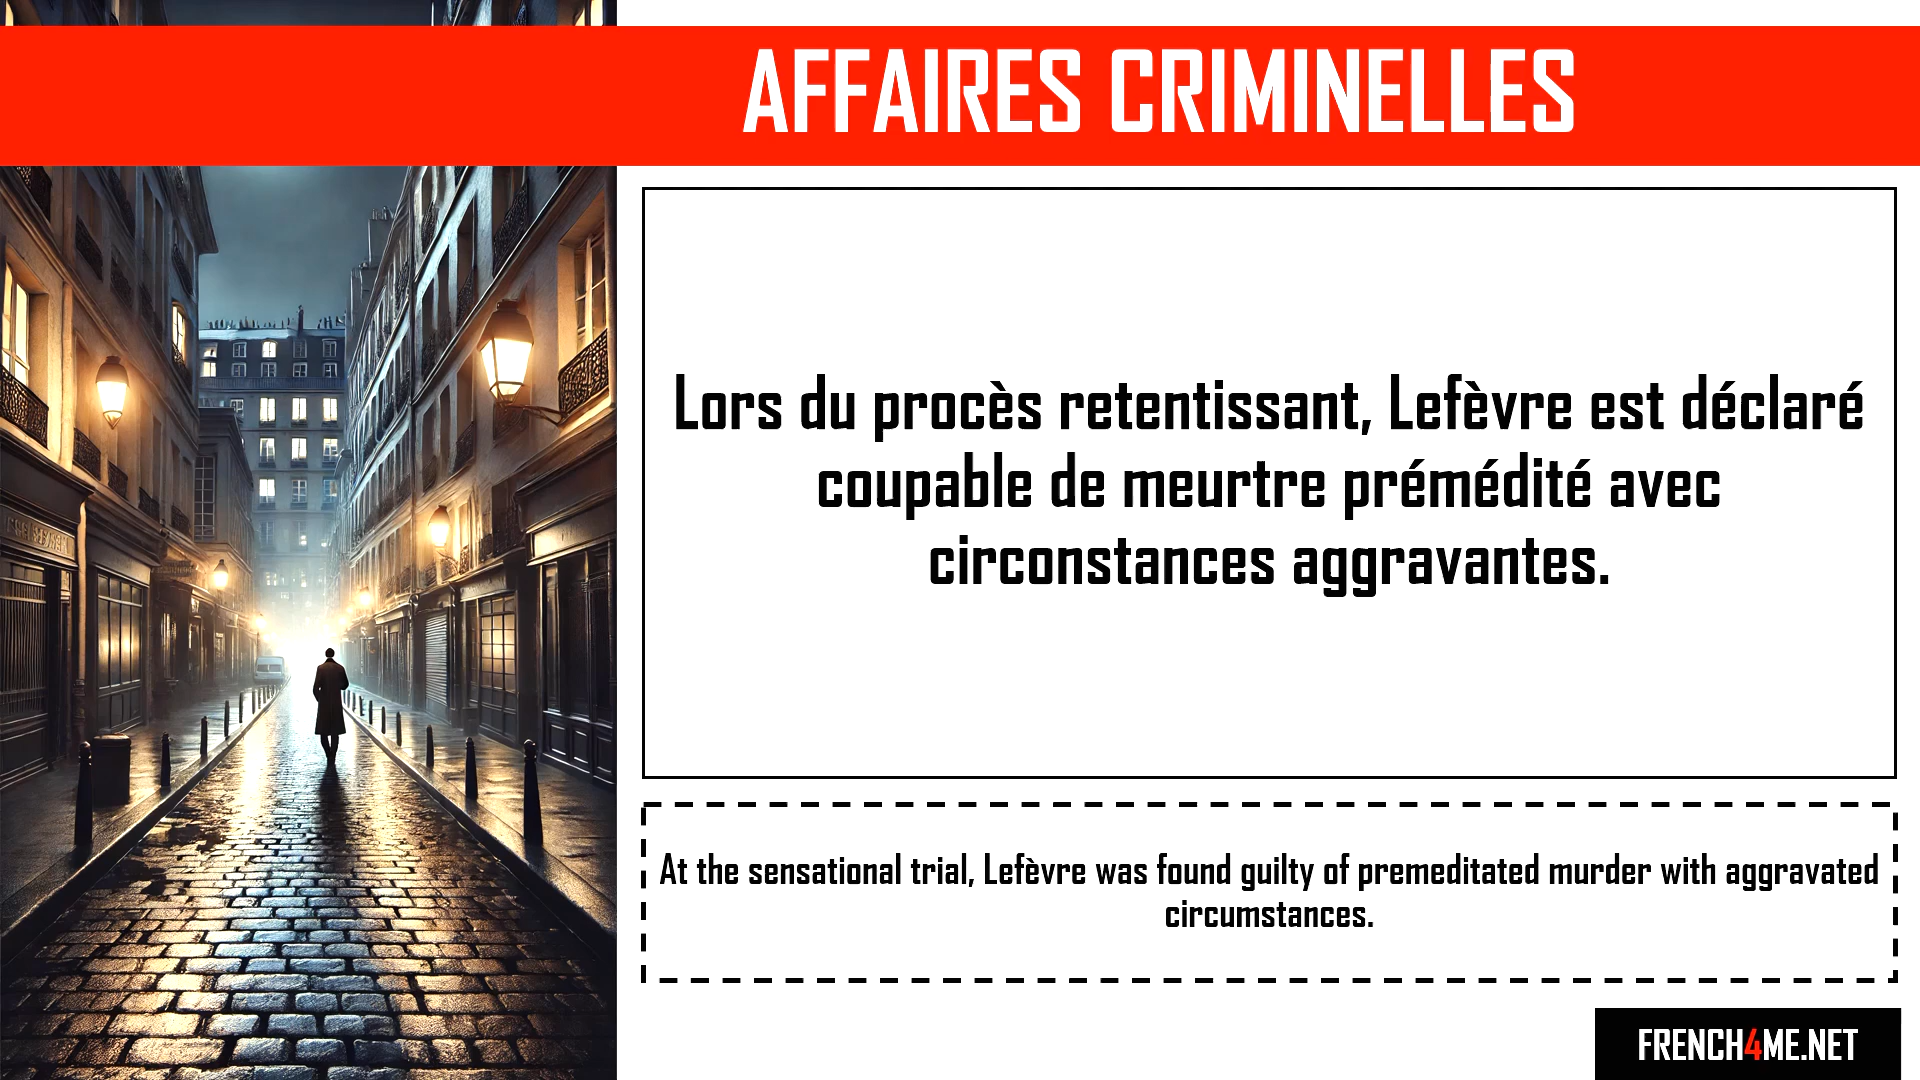 AFFAIRES CRIMINELLES
Lors du procès retentissant, Lefèvre est déclaré
coupable de meurtre prémédité avec
circonstances aggravantes.
At the sensational trial, Lefèvre was found guilty of premeditated murder with aggravated
circumstances.
FRENCH4ME.NET